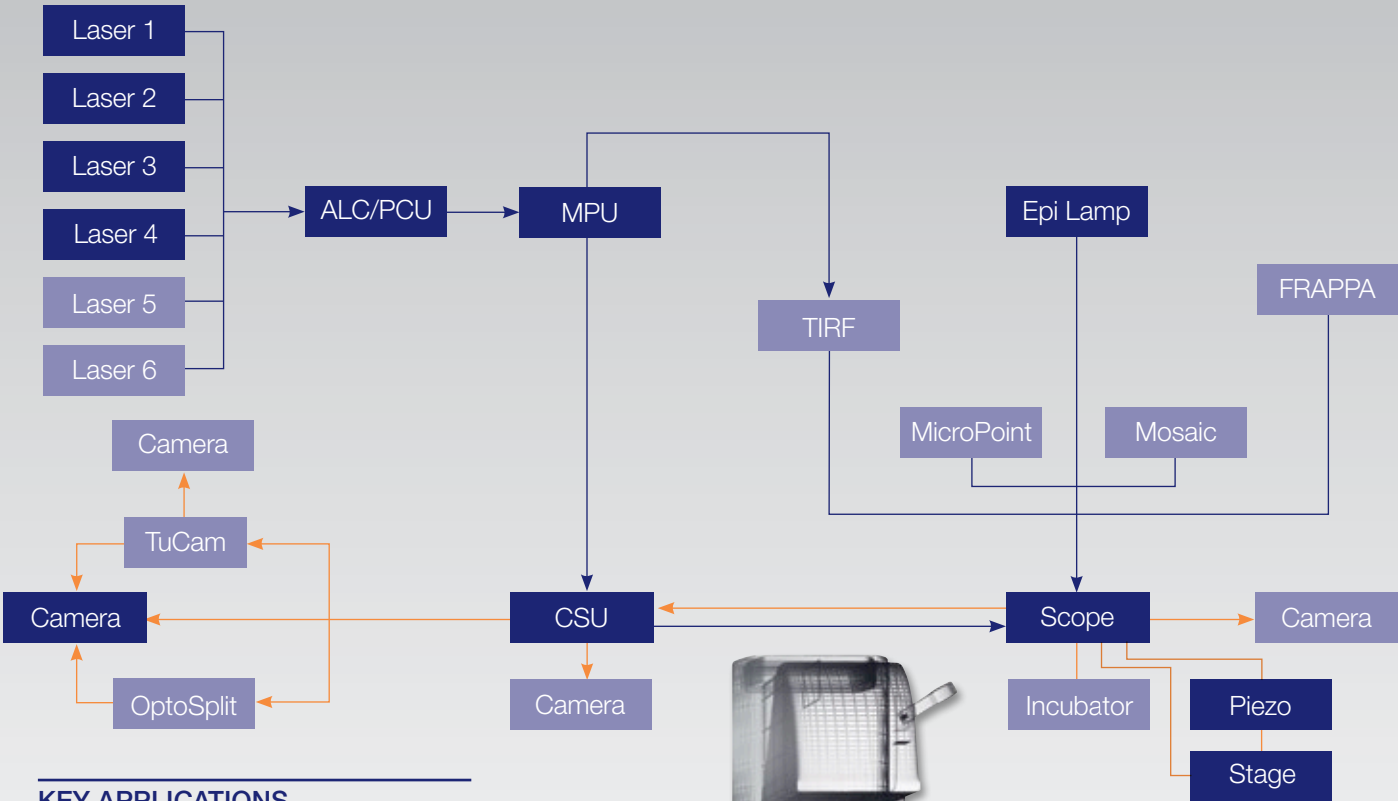 Laser 1
Laser 2
Laser 3
Laser 4
Laser 5
Laser 6
ALC/PCU
MPU
Epi Lamp
FRAPPA
TIRF
MicroPoint
Mosaic
Camera
TuCam
Camera
CSU
Scope
Camera
OptoSplit
Camera
Incubator
Piezo
Stage
KEY APPLICATIONS